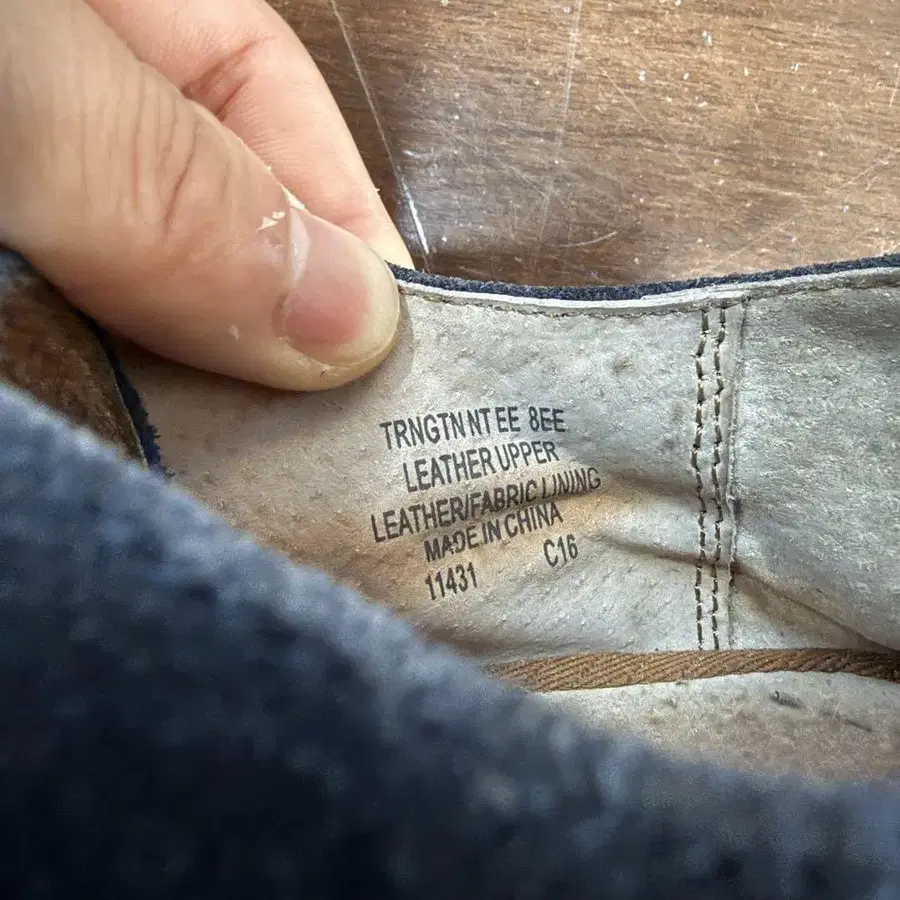 TRNGTN NT EE 8EE
LEATHER UPPER
LEATHER/FABRIC LINING
MADE IN CHINA
11431 C16